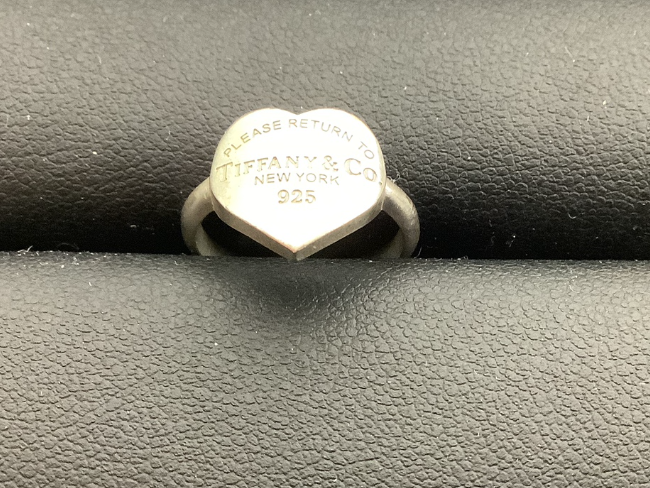 PLEASE RETURN TO
TIFFANY & CO.
NEW YORK
925